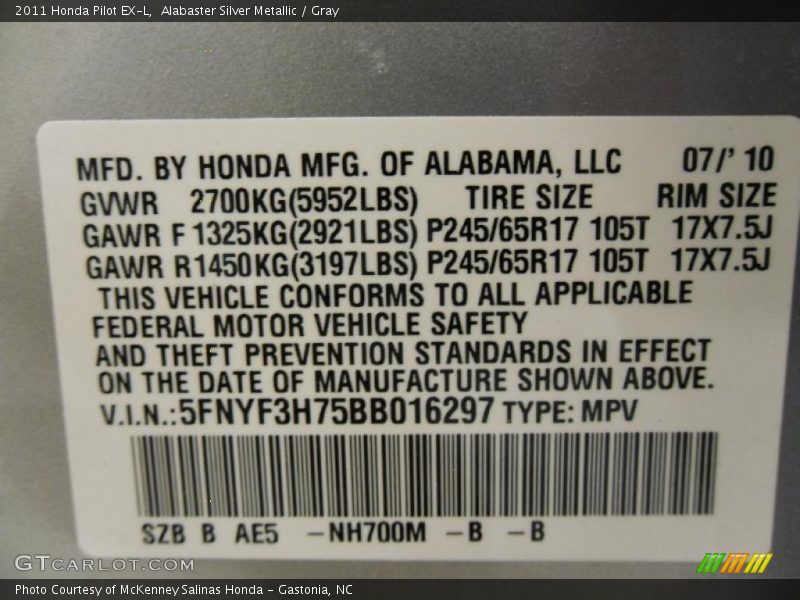 2011 Honda Pilot EX-L, Alabaster Silver Metallic / Gray
MFD. BY HONDA MFG. OF ALABAMA, LLC 07/' 10
GVWR 2700KG(5952LBS) TIRE SIZE RIM SIZE
GAWR F 1325KG(2921LBS) P245/65R17 105T 17X7.5J
GAWR R1450KG(3197LBS) P245/65R17 105T 17X7.5J
THIS VEHICLE CONFORMS TO ALL APPLICABLE
FEDERAL MOTOR VEHICLE SAFETY
AND THEFT PREVENTION STANDARDS IN EFFECT
ON THE DATE OF MANUFACTURE SHOWN ABOVE.
V.I.N.:5FNYF3H75BB016297 TYPE: MPV
SZB B AE5 -NH700M -B -B
GTCARLOT.COM
Photo Courtesy of McKenney Salinas Honda - Gastonia, NC